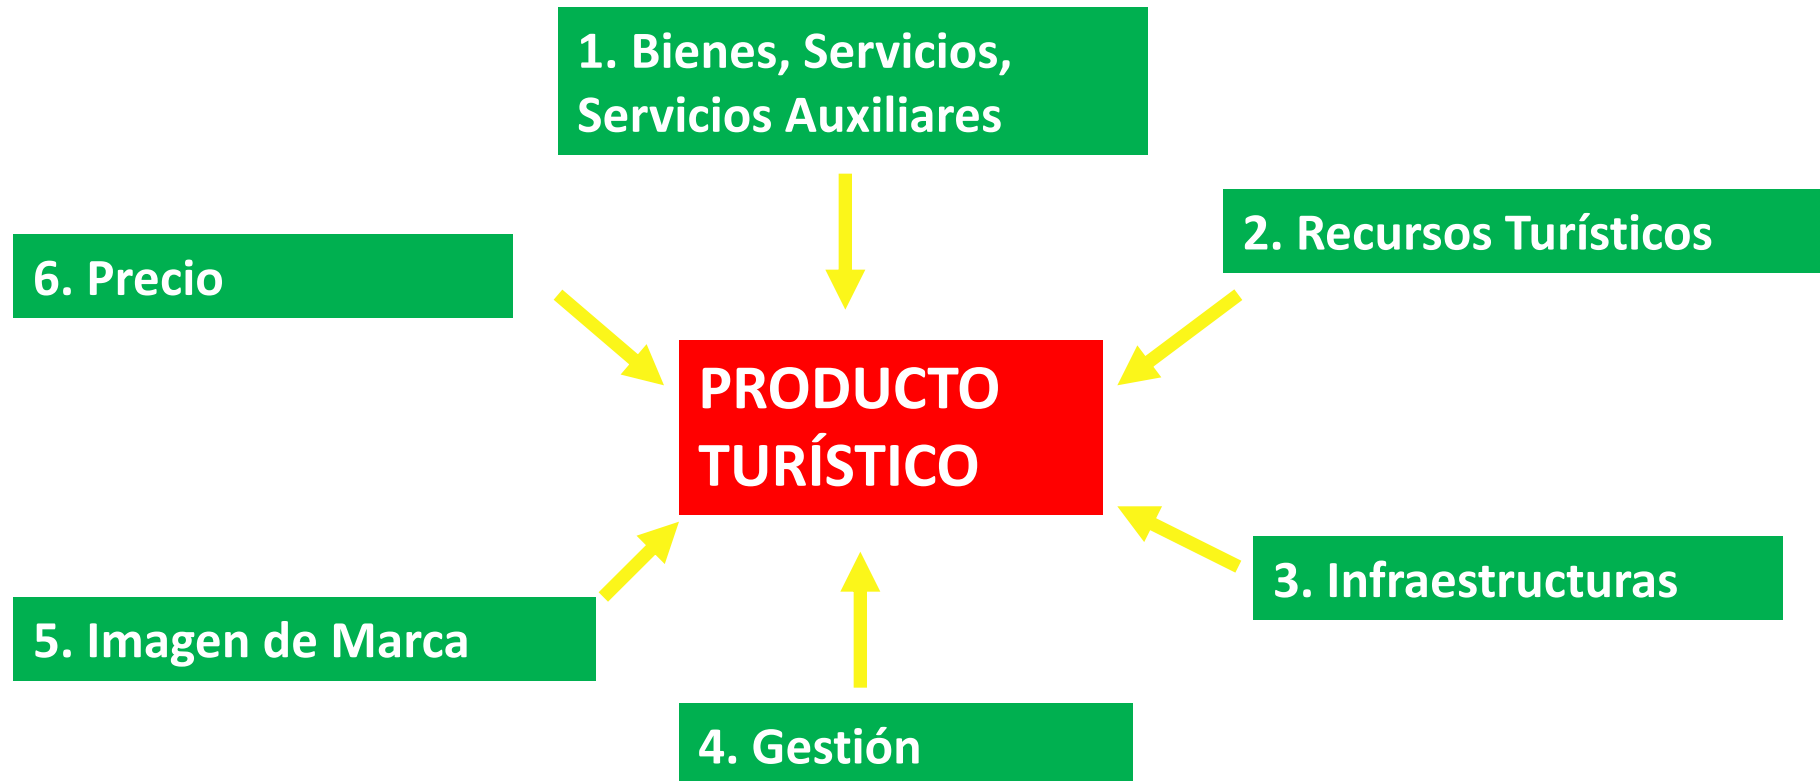 1. Bienes, Servicios,
Servicios Auxiliares
2. Recursos Turísticos
6. Precio
PRODUCTO
TURÍSTICO
3. Infraestructuras
5. Imagen de Marca
4. Gestión